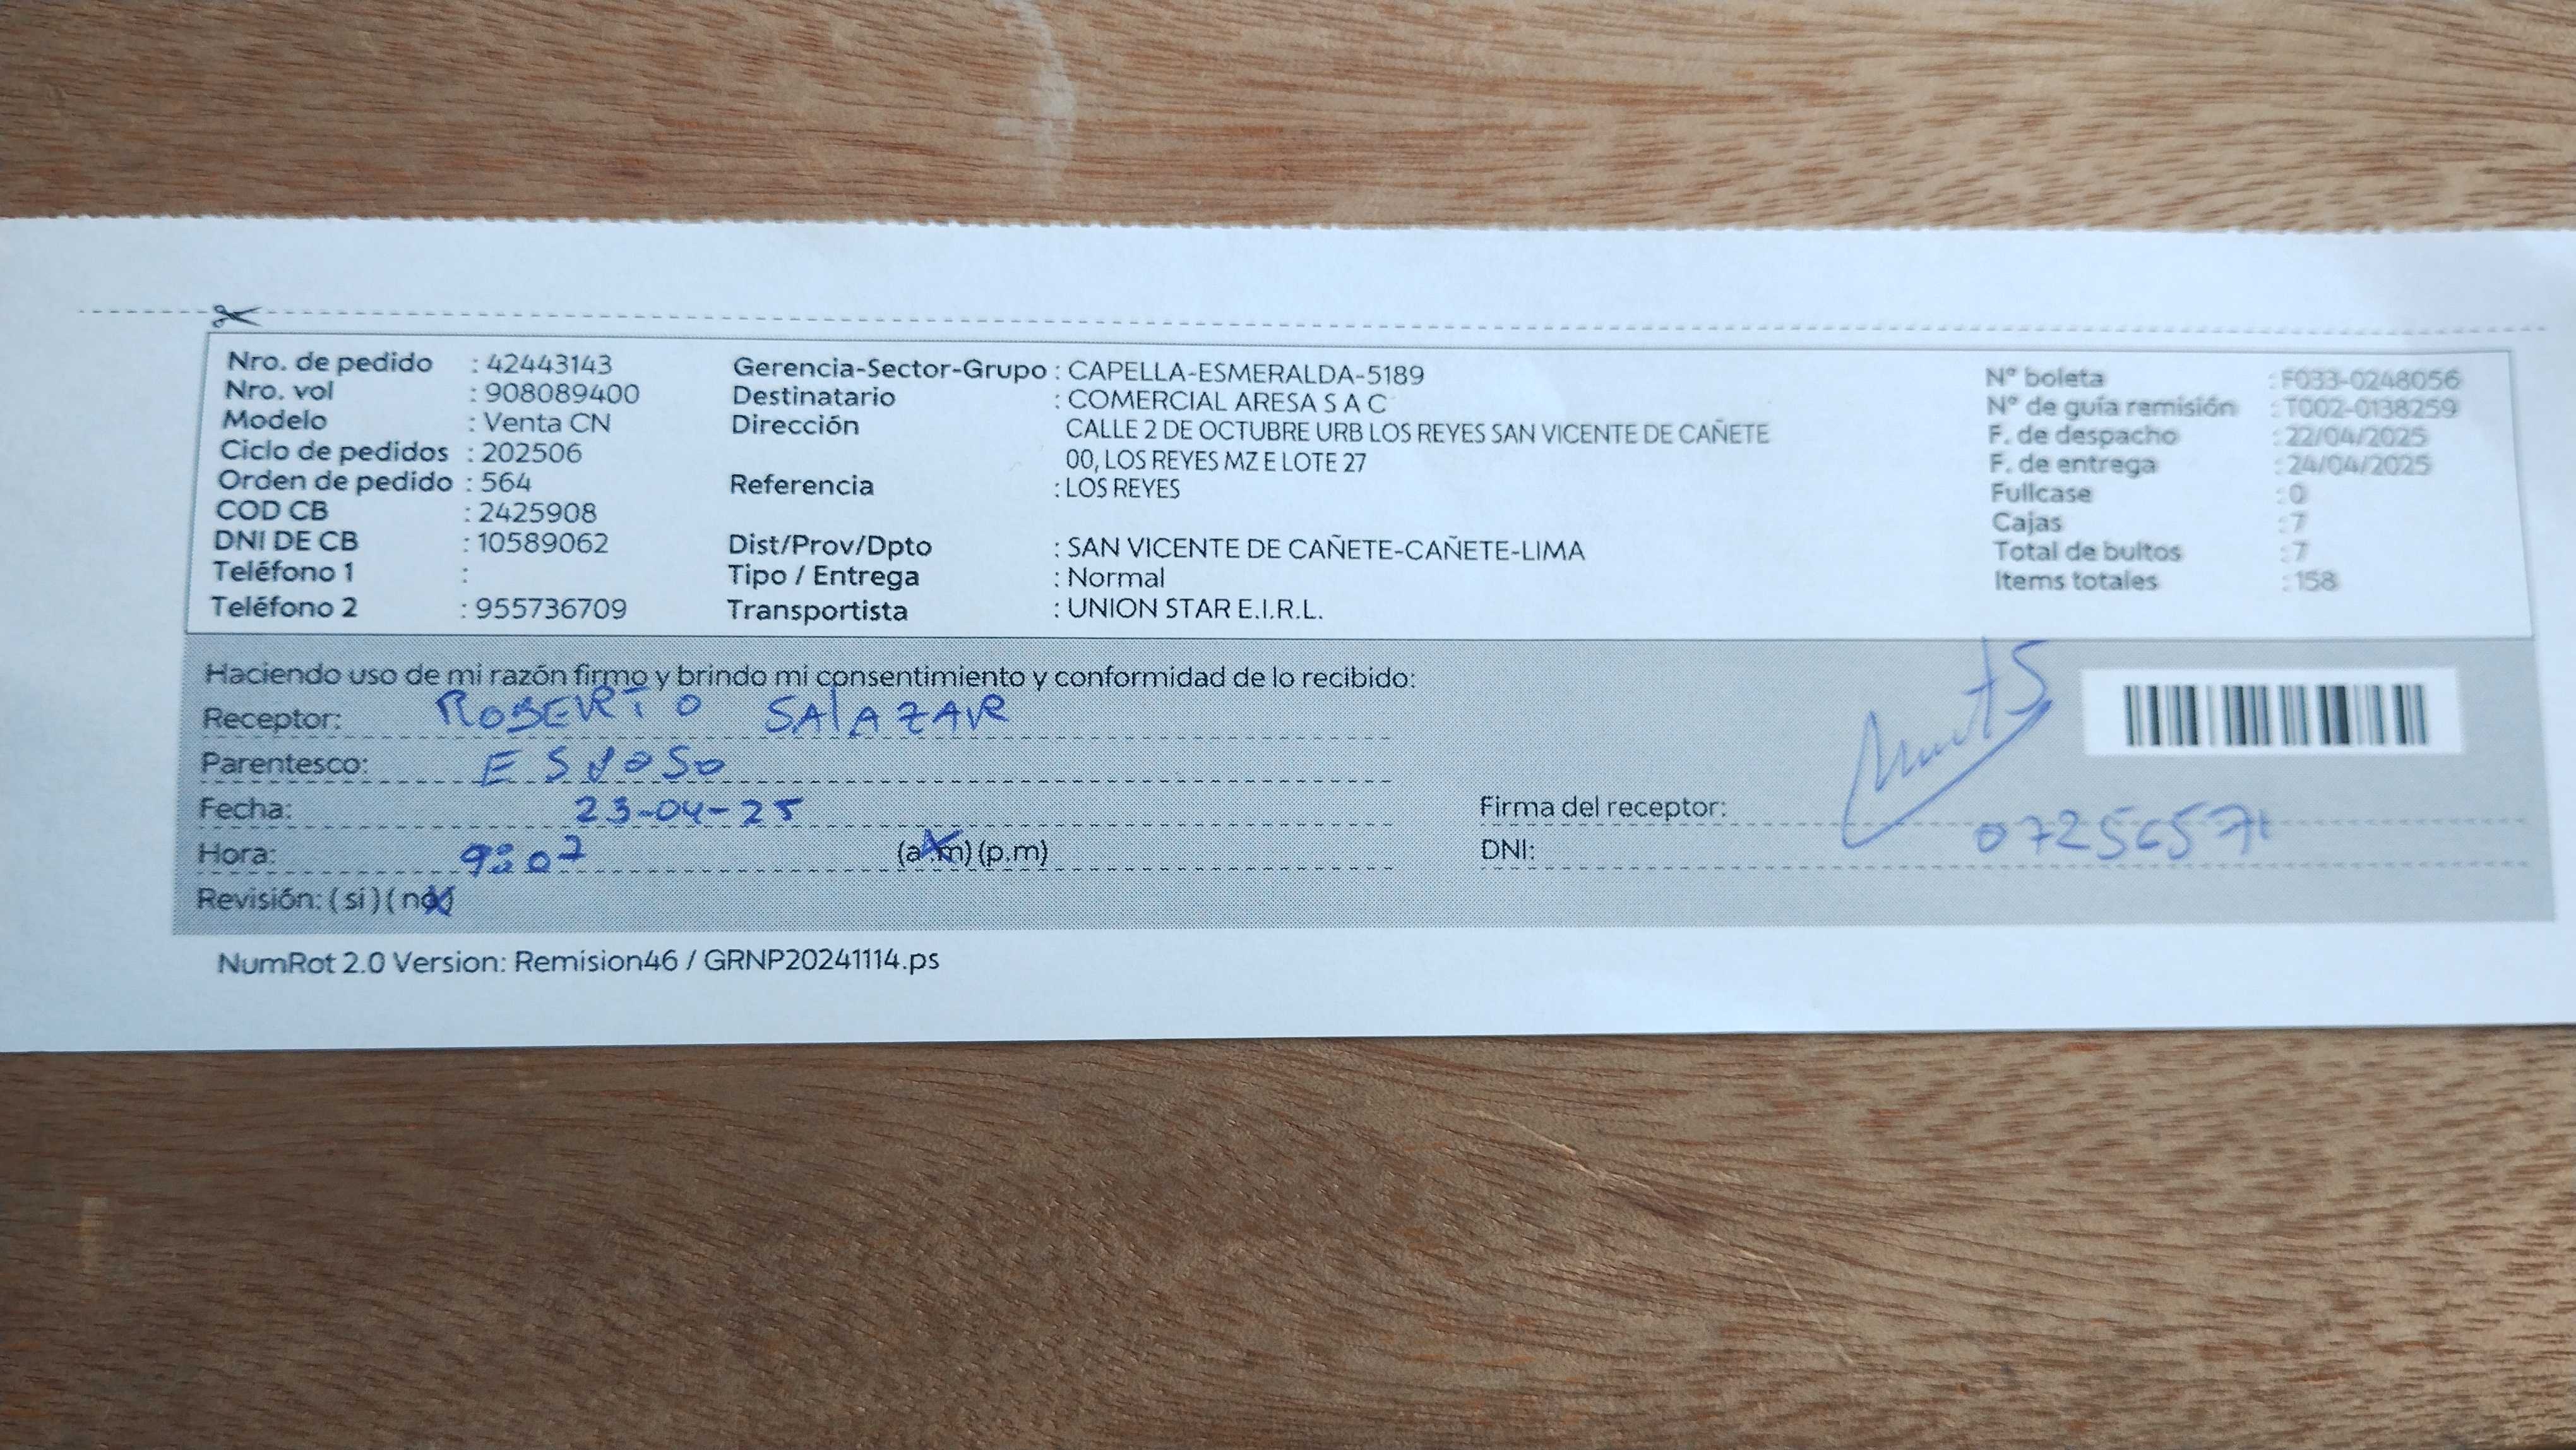 Nro. de pedido : 42443143
Nro. vol : 908089400
Modelo : Venta CN
Ciclo de pedidos : 202506
Orden de pedido : 564
COD CB : 2425908
DNI DE CB : 10589062
Teléfono 1 :
Teléfono 2 : 955736709
Gerencia-Sector-Grupo : CAPELLA-ESMERALDA-5189
Destinatario : COMERCIAL ARESA S A C
Dirección CALLE 2 DE OCTUBRE URB LOS REYES SAN VICENTE DE CAÑETE
00, LOS REYES MZ E LOTE 27
Referencia : LOS REYES
Dist/Prov/Dpto : SAN VICENTE DE CAÑETE-CAÑETE-LIMA
Tipo / Entrega : Normal
Transportista : UNION STAR E.I.R.L.
N° boleta : F033-0248056
N° de guía remisión : T002-0138259
F. de despacho : 22/04/2025
F. de entrega : 24/04/2025
Fullcase : 0
Cajas : 7
Total de bultos : 7
Items totales : 158
Haciendo uso de mi razón firmo y brindo mi consentimiento y conformidad de lo recibido:
Receptor: ROBERTO SALAZAR
Parentesco: ESPOSO
Fecha: 23-04-25
Hora: 9:07 (a.m) (p.m)
Revisión: ( si ) ( no )
Firma del receptor:
DNI: 07256571
NumRot 2.0 Version: Remision46 / GRNP20241114.ps